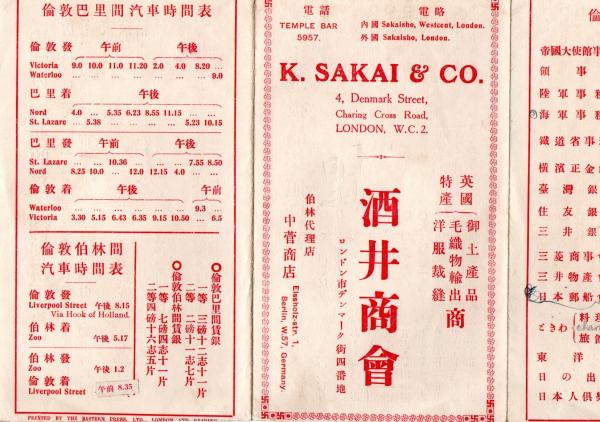 倫敦巴里間汽車時間表
倫敦發 午前 午後
Victoria 9.0 10.0 11.0 11.20 2.0 4.0 8.20 ...
Waterloo ... ... ... ... ... ... ... 9.0
巴里着 午後
Nord 4.0 ... 5.35 6.23 8.55 11.15 ... ...
St. Lazare ... 5.38 ... ... ... ... 5.23 10.15
巴里發 午前 午後
St. Lazare ... ... 10.36 ... ... ... 7.55 8.50
Nord 8.25 10.0 ... 12.0 12.15 4.0 ... ...
倫敦着 午後 午前
Waterloo ... ... ... ... ... ... 9.3 ...
Victoria 3.30 5.15 6.43 6.35 9.15 10.50 ... 6.5
倫敦伯林間
汽車時間表
倫敦發
Liverpool Street 午後 8.15
Via Hook of Holland.
伯林着
Zoo 午後 5.17
伯林發
Zoo 午後 1.2
倫敦着
Liverpool Street 午前 8.35
倫敦巴里間賃銀
一等 三磅十二志十一片
二等 二磅十一志七片
倫敦伯林間賃銀
一等 七磅四志十一片
二等四磅十六志五片
PRINTED BY THE EASTERN PRESS, LTD., LONDON AND READING
電話
TEMPLE BAR
5957.
電略
內國 Sakaisho, Westcent, London.
外國 Sakaisho, London.
K. SAKAI & CO.
4, Denmark Street,
Charing Cross Road,
LONDON, W.C.2.
英國
特產
御土產品
毛織物輸出商
洋服裁縫
酒井商會
ロンドン市デンマーク街四番地
伯林代理店
中菅商店
Elssholz-str. 1,
Berlin, W.57, Germany.
帝國大使館事
領事
陸軍事務
海軍事務
鐵道省事
橫濱正金
臺灣銀
住友銀
三井銀
三菱商事
三井物產
日本郵船
ときわ 料理
旅館
東洋
日の出
日本人俱